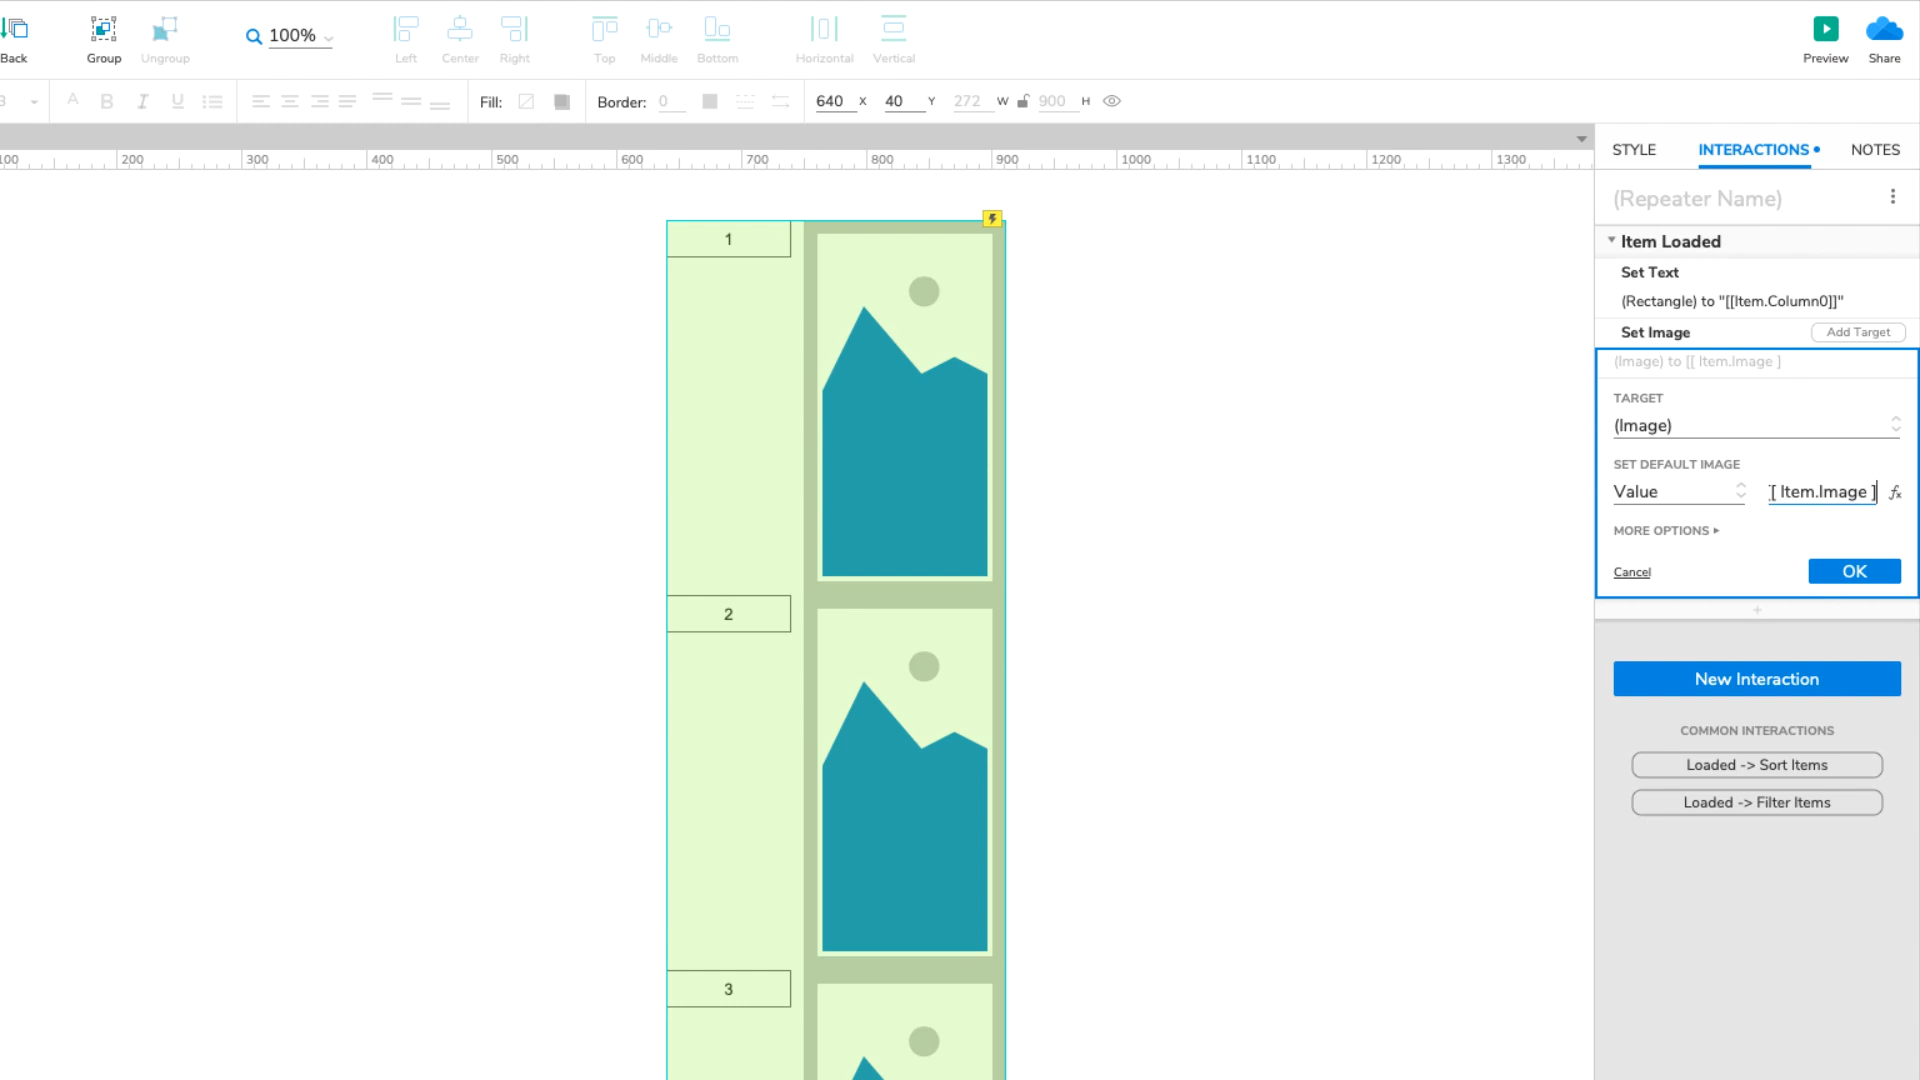 Back
Group
Ungroup
100%
Left
Center
Right
Top
Middle
Bottom
Horizontal
Vertical
Preview
Share
A B I U
Fill:
Border: 0
640 X 40 Y 272 W 900 H
200 300 400 500 600 700 800 900 1000 1100 1200 1300
STYLE
INTERACTIONS
NOTES
(Repeater Name)
Item Loaded
Set Text
(Rectangle) to "[[Item.Column0]]"
Set Image
Add Target
(Image) to [[ Item.Image ]
TARGET
(Image)
SET DEFAULT IMAGE
Value
[ Item.Image ]
fx
MORE OPTIONS
Cancel
OK
New Interaction
COMMON INTERACTIONS
Loaded -> Sort Items
Loaded -> Filter Items
1
2
3